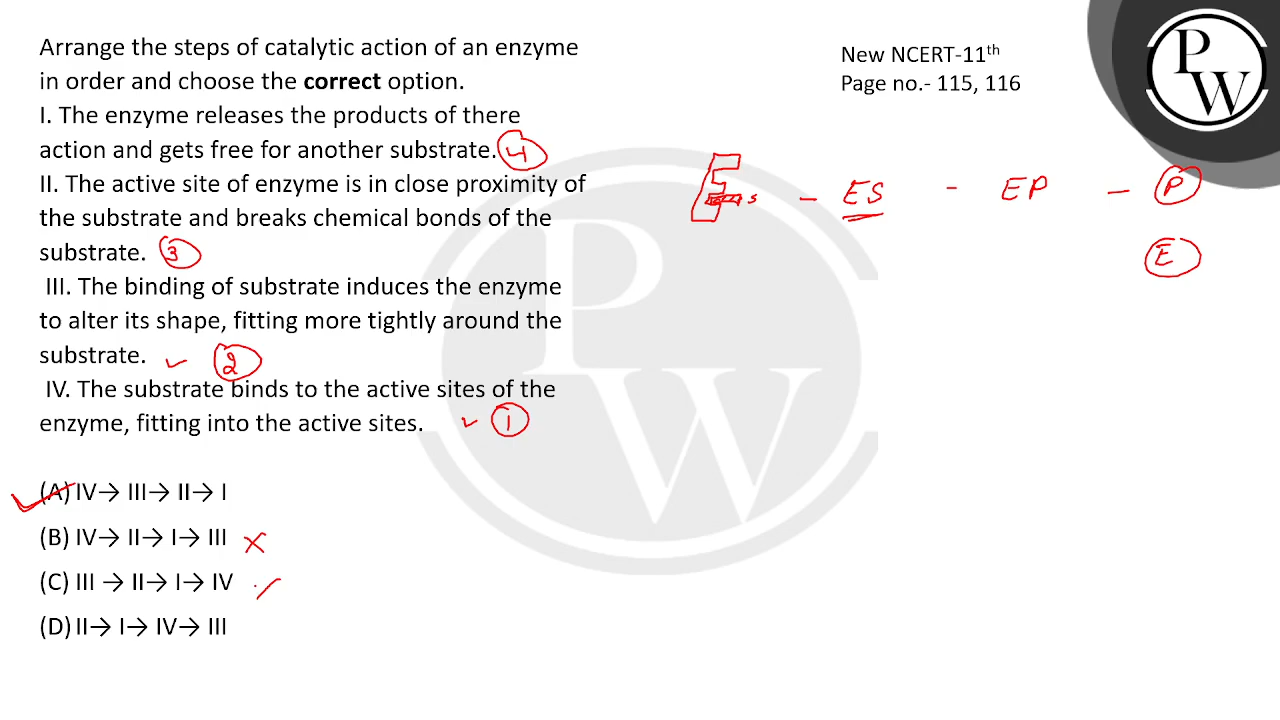 Arrange the steps of catalytic action of an enzyme
in order and choose the correct option.
I. The enzyme releases the products of there
action and gets free for another substrate. 4
II. The active site of enzyme is in close proximity of
the substrate and breaks chemical bonds of the
substrate. 3
III. The binding of substrate induces the enzyme
to alter its shape, fitting more tightly around the
substrate. 2
IV. The substrate binds to the active sites of the
enzyme, fitting into the active sites. 1
(A) IV→ III→ II→ I
(B) IV→ II→ I→ III
(C) III → II→ I→ IV
(D) II→ I→ IV→ III
New NCERT-11th
Page no.- 115, 116
PW
s - ES - EP - P
E
PW